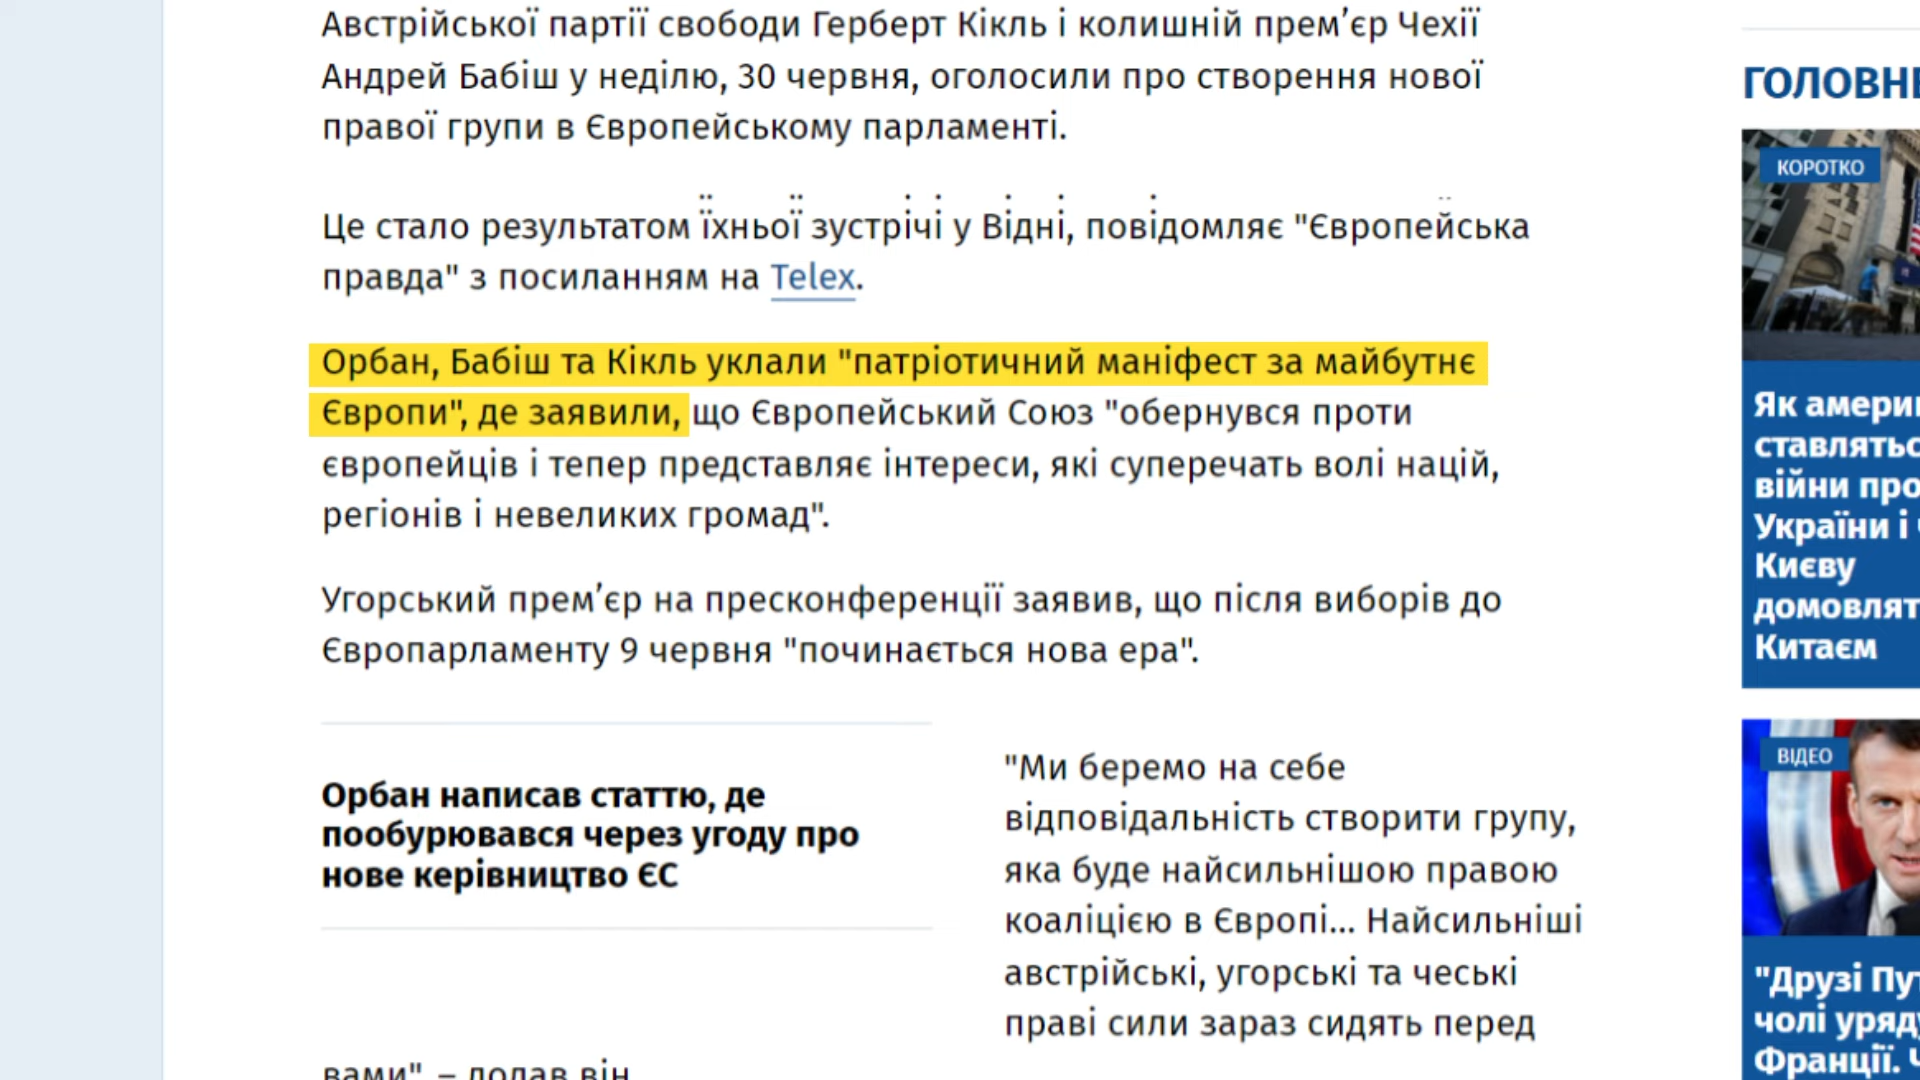 Австрійської партії свободи Герберт Кікль і колишній прем’єр Чехії
Андрей Бабіш у неділю, 30 червня, оголосили про створення нової
правої групи в Європейському парламенті.
Це стало результатом їхньої зустрічі у Відні, повідомляє "Європейська
правда" з посиланням на Telex.
Орбан, Бабіш та Кікль уклали "патріотичний маніфест за майбутнє
Європи", де заявили, що Європейський Союз "обернувся проти
європейців і тепер представляє інтереси, які суперечать волі націй,
регіонів і невеликих громад".
Угорський прем’єр на пресконференції заявив, що після виборів до
Європарламенту 9 червня "починається нова ера".
Орбан написав статтю, де
пообурювався через угоду про
нове керівництво ЄС
"Ми беремо на себе
відповідальність створити групу,
яка буде найсильнішою правою
коаліцією в Європі... Найсильніші
австрійські, угорські та чеські
праві сили зараз сидять перед
вами", – додав він
ГОЛОВНЕ
КОРОТКО
Як
війни
України і
Києву
Китаєм
ВІДЕО
"Друзі
чолі
Франції.